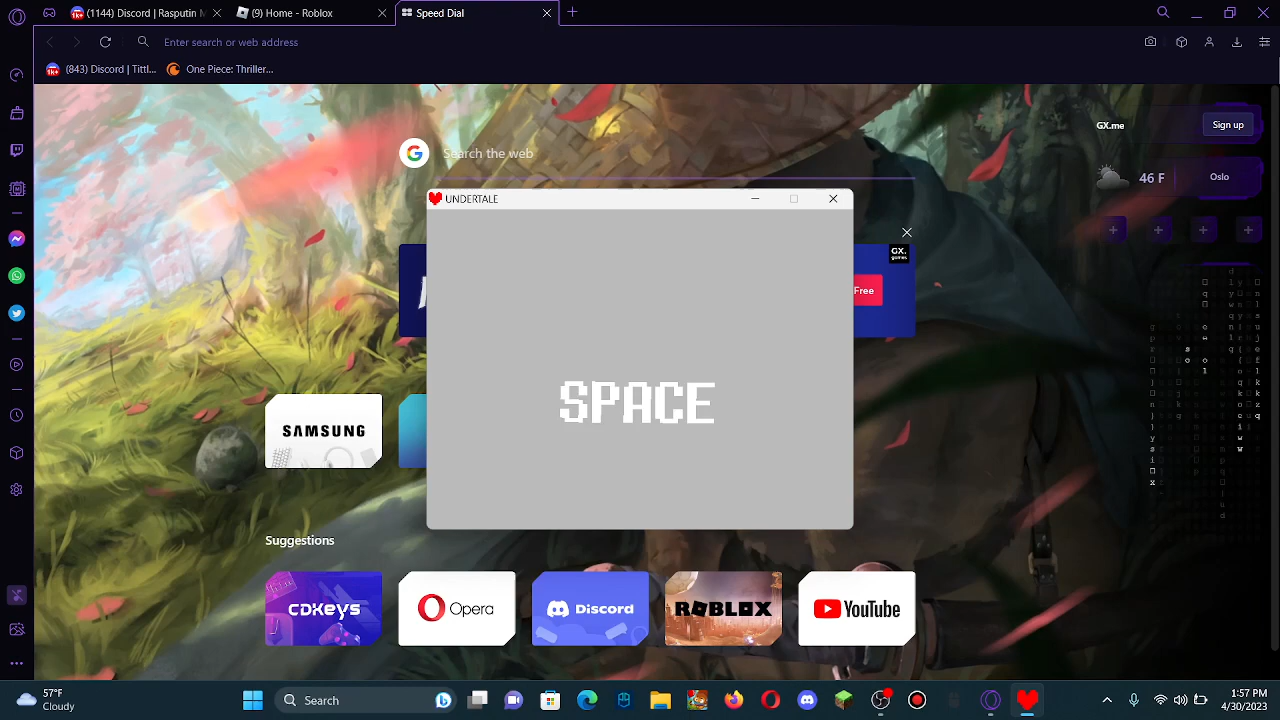 (1144) Discord | Rasputin M
(9) Home - Roblox
Speed Dial
Enter search or web address
(843) Discord | Tittl...
One Piece: Thriller...
Search the web
GX.me
Sign up
46 F
Oslo
UNDERTALE
GX.
games
Free
SPACE
SAMSUNG
Suggestions
CDKEYS
Opera
Discord
ROBLOX
YouTube
57°F
Cloudy
Search
1:57 PM
4/30/2023